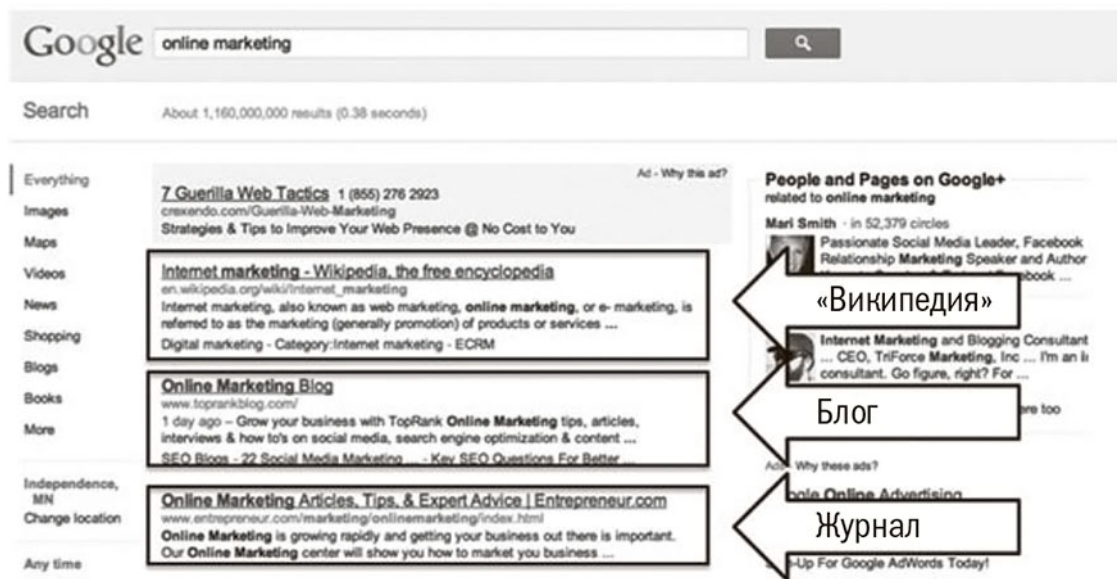 Google
online marketing
Search
About 1,160,000,000 results (0.38 seconds)
Everything
Images
Maps
Videos
News
Shopping
Blogs
Books
More
Independence,
MN
Change location
Any time
Ad - Why this ad?
7 Guerilla Web Tactics 1 (855) 276 2923
crexendo.com/Guerilla-Web-Marketing
Strategies & Tips to Improve Your Web Presence @ No Cost to You
Internet marketing - Wikipedia, the free encyclopedia
en.wikipedia.org/wiki/Internet_marketing
Internet marketing, also known as web marketing, online marketing, or e- marketing, is
referred to as the marketing (generally promotion) of products or services ...
Digital marketing - Category:Internet marketing - ECRM
Online Marketing Blog
www.toprankblog.com/
1 day ago – Grow your business with TopRank Online Marketing tips, articles,
interviews & how to's on social media, search engine optimization & content ...
SEO Blogs - 22 Social Media Marketing ... - Key SEO Questions For Better ...
Online Marketing Articles, Tips, & Expert Advice | Entrepreneur.com
www.entrepreneur.com/marketing/onlinemarketing/index.html
Online Marketing is growing rapidly and getting your business out there is important.
Our Online Marketing center will show you how to market you business ...
People and Pages on Google+
related to online marketing
Mari Smith - in 52,379 circles
Passionate Social Media Leader, Facebook
Relationship Marketing Speaker and Author
«Википедия»
Internet Marketing and Blogging Consultant
... CEO, TriForce Marketing, Inc ... I'm an
consultant. Go figure, right? For ...
Блог
too
Why these ads?
Online Advertising
Журнал
Up For Google AdWords Today!